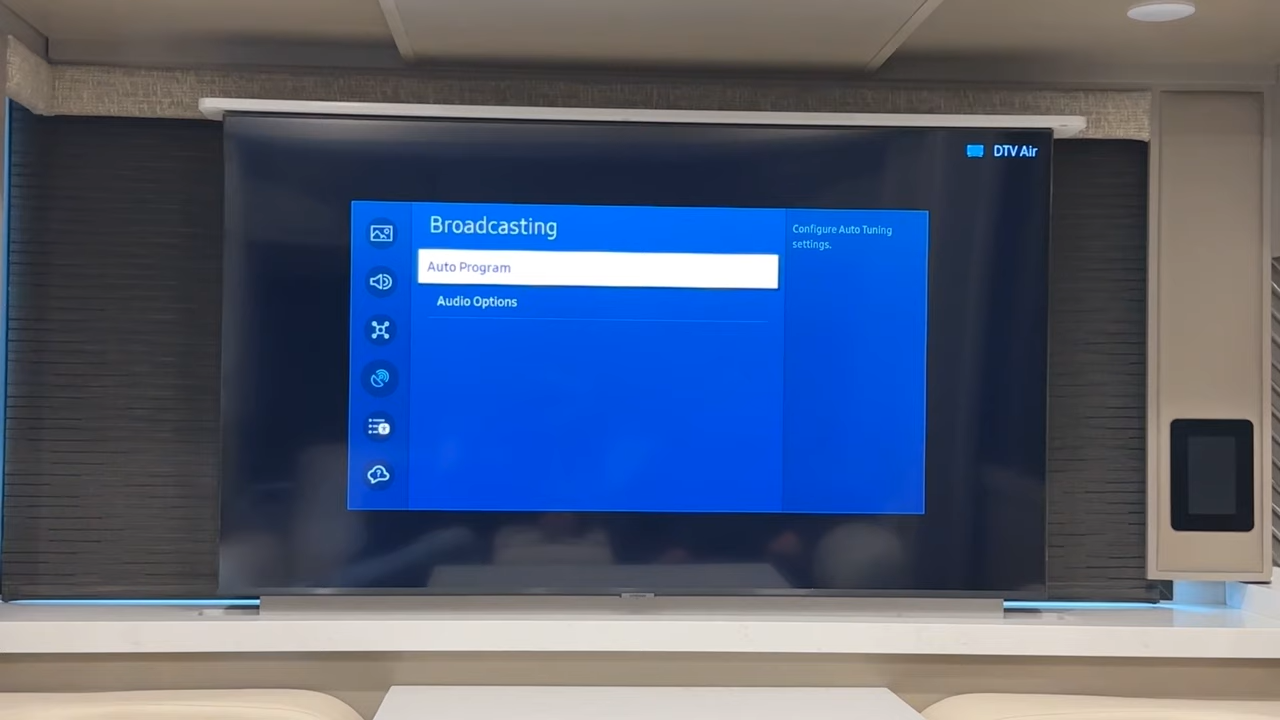 DTV Air
Broadcasting
Auto Program
Audio Options
Configure Auto Tuning
settings.